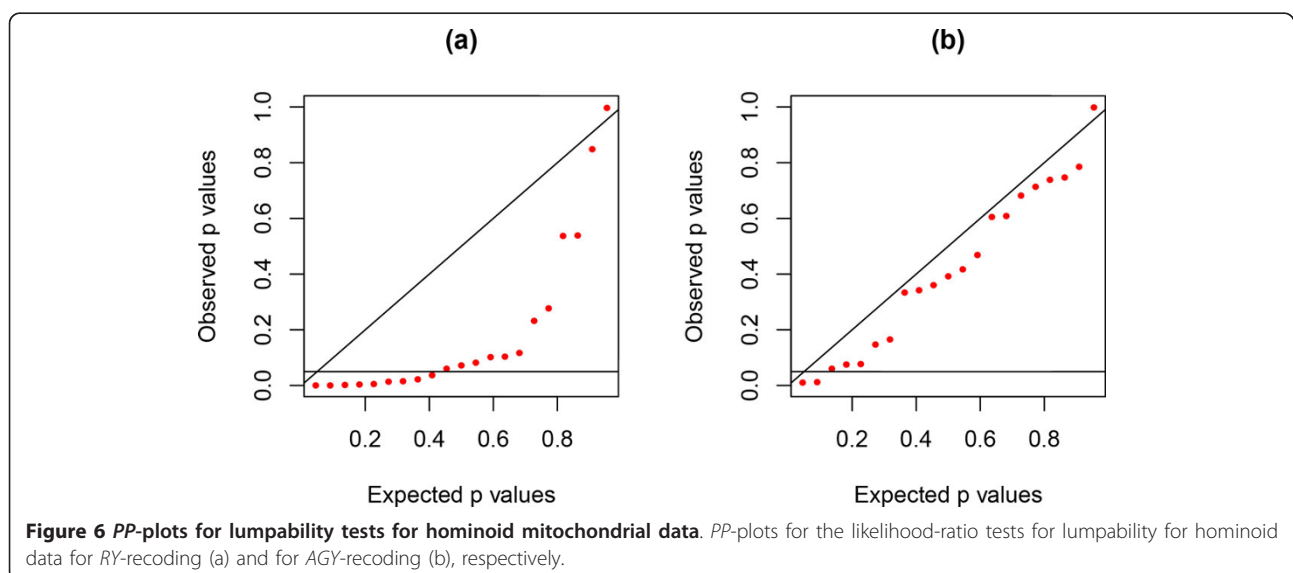 (a)
(b)
Observed p values
1.0
0.8
0.6
0.4
0.2
0.0
0.2 0.4 0.6 0.8
Expected p values
Observed p values
1.0
0.8
0.6
0.4
0.2
0.0
0.2 0.4 0.6 0.8
Expected p values
Figure 6 PP-plots for lumpability tests for hominoid mitochondrial data. PP-plots for the likelihood-ratio tests for lumpability for hominoid
data for RY-recoding (a) and for AGY-recoding (b), respectively.